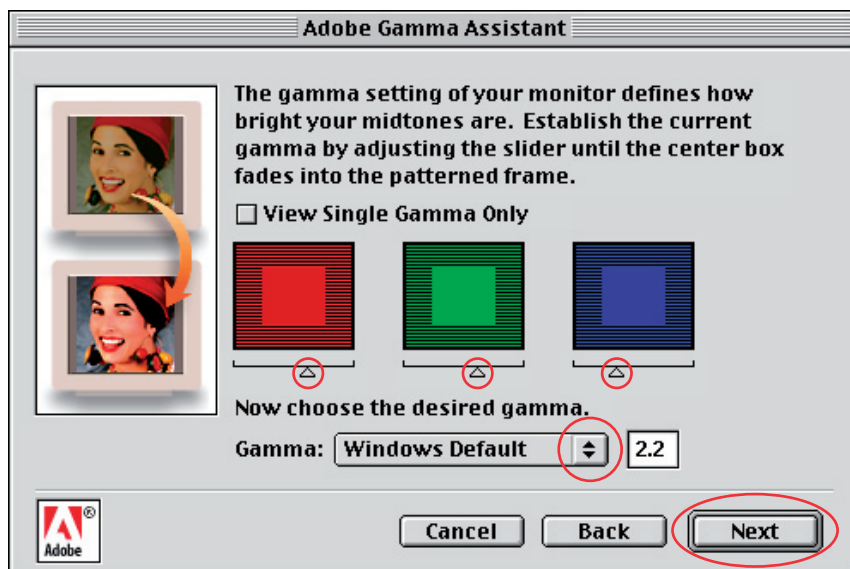 Adobe Gamma Assistant
The gamma setting of your monitor defines how
bright your midtones are. Establish the current
gamma by adjusting the slider until the center box
fades into the patterned frame.
View Single Gamma Only
Now choose the desired gamma.
Gamma: Windows Default 2.2
Adobe ® Cancel Back Next